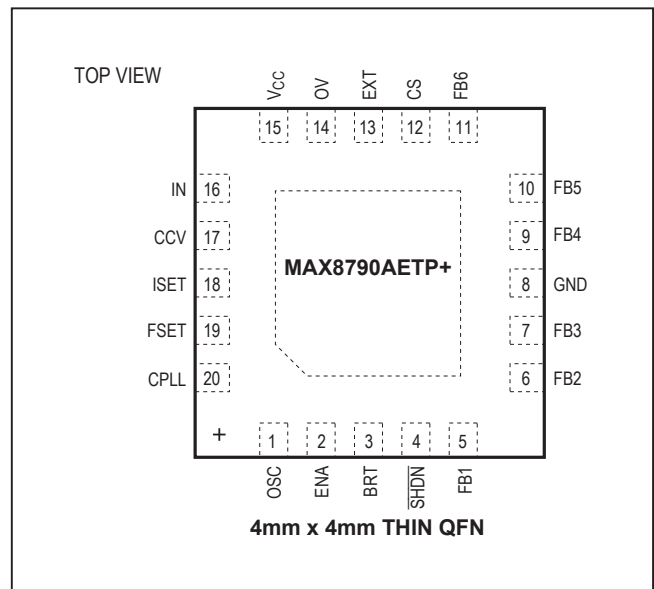 TOP VIEW
VCC OV EXT CS FB6
15 14 13 12 11
IN 16
10 FB5
CCV 17
9 FB4
MAX8790AETP+
ISET 18
8 GND
FSET 19
7 FB3
CPLL 20
6 FB2
+
1 2 3 4 5
OSC ENA BRT SHDN FB1
4mm x 4mm THIN QFN